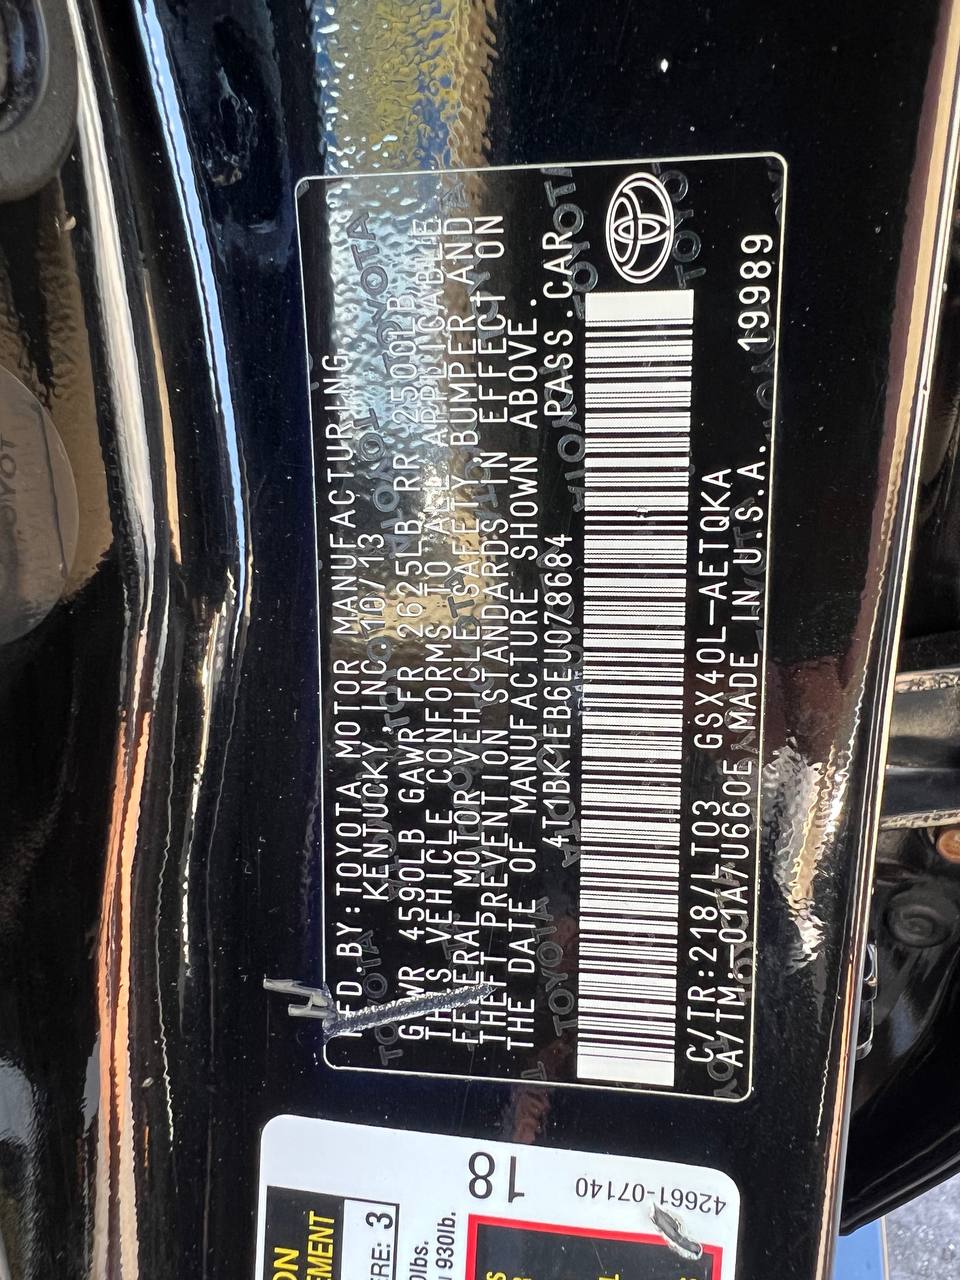 MFD.BY:TOYOTA MOTOR MANUFACTURING
KENTUCKY,INC. 10/13
GVWR 4590LB GAWR FR 2625LB RR 2500LB
THIS VEHICLE CONFORMS TO ALL APPLICABLE
FEDERAL MOTOR VEHICLE SAFETY BUMPER AND
THEFT PREVENTION STANDARDS IN EFFECT ON
THE DATE OF MANUFACTURE SHOWN ABOVE.
4T1BK1EB6EU078684 PASS.CAR
C/TR:218/LT03 GSX40L-AETQKA
A/TM:-01A/U660E MADE IN U.S.A. 19989
18
42661-07140
3
930lb.